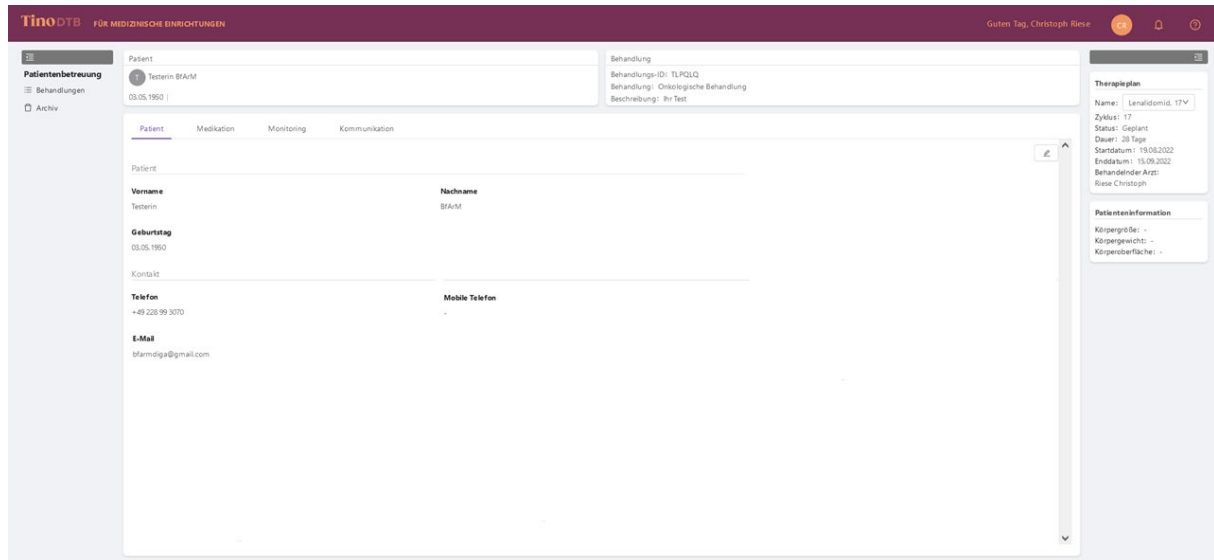 Tino DTB FÜR MEDIZINISCHE EINRICHTUNGEN
Guten Tag, Christoph Riese CR
Patientenbetreuung
Behandlungen
Archiv
Patient
T Testerin BfArM
03.05.1950 |
Behandlung
Behandlungs-ID: TLPQLQ
Behandlung: Onkologische Behandlung
Beschreibung: Ihr Test
Patient Medikation Monitoring Kommunikation
Patient
Vorname Nachname
Testerin BfArM
Geburtstag
03.05.1950
Kontakt
Telefon Mobile Telefon
+49 228 99 3070 -
E-Mail
bfarmdiga@gmail.com
Therapieplan
Name: Lenalidomid, 17
Zyklus: 17
Status: Geplant
Dauer: 28 Tage
Startdatum: 19.08.2022
Enddatum: 15.09.2022
Behandelnder Arzt:
Riese Christoph
Patienteninformation
Körpergröße: -
Körpergewicht: -
Körperoberfläche: -